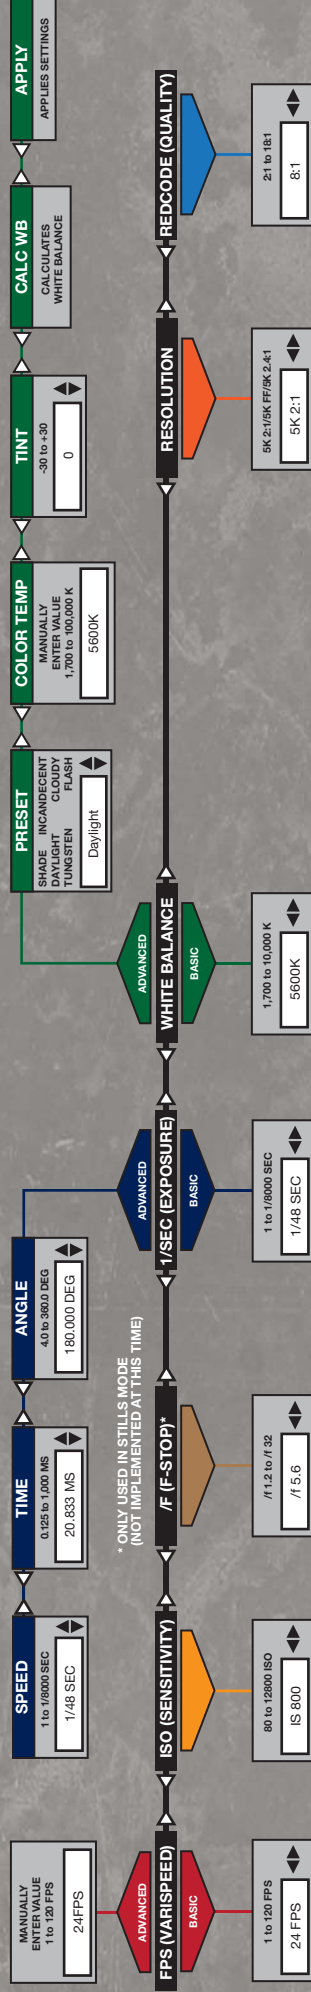 MANUALLY
ENTER VALUE
1 to 120 FPS
24FPS
ADVANCED
FPS (VARISPEED)
BASIC
1 to 120 FPS
24 FPS
ISO (SENSITIVITY)
80 to 12800 ISO
IS 800
* ONLY USED IN STILLS MODE
(NOT IMPLEMENTED AT THIS TIME)
/F (F-STOP)*
/f 1.2 to /f 32
/f 5.6
SPEED
1 to 1/8000 SEC
1/48 SEC
TIME
0.125 to 1,000 MS
20.833 MS
ANGLE
4.0 to 360.0 DEG
180.000 DEG
ADVANCED
1/SEC (EXPOSURE)
BASIC
1 to 1/8000 SEC
1/48 SEC
PRESET
SHADE INCANDECENT
DAYLIGHT CLOUDY
TUNGSTEN FLASH
Daylight
COLOR TEMP
MANUALLY
ENTER VALUE
1,700 to 100,000 K
5600K
TINT
-30 to +30
0
CALC WB
CALCULATES
WHITE BALANCE
APPLY
APPLIES SETTINGS
ADVANCED
WHITE BALANCE
BASIC
1,700 to 10,000 K
5600K
RESOLUTION
5K 2:1/5K FF/5K 2.4:1
5K 2:1
REDCODE (QUALITY)
2:1 to 18:1
8:1